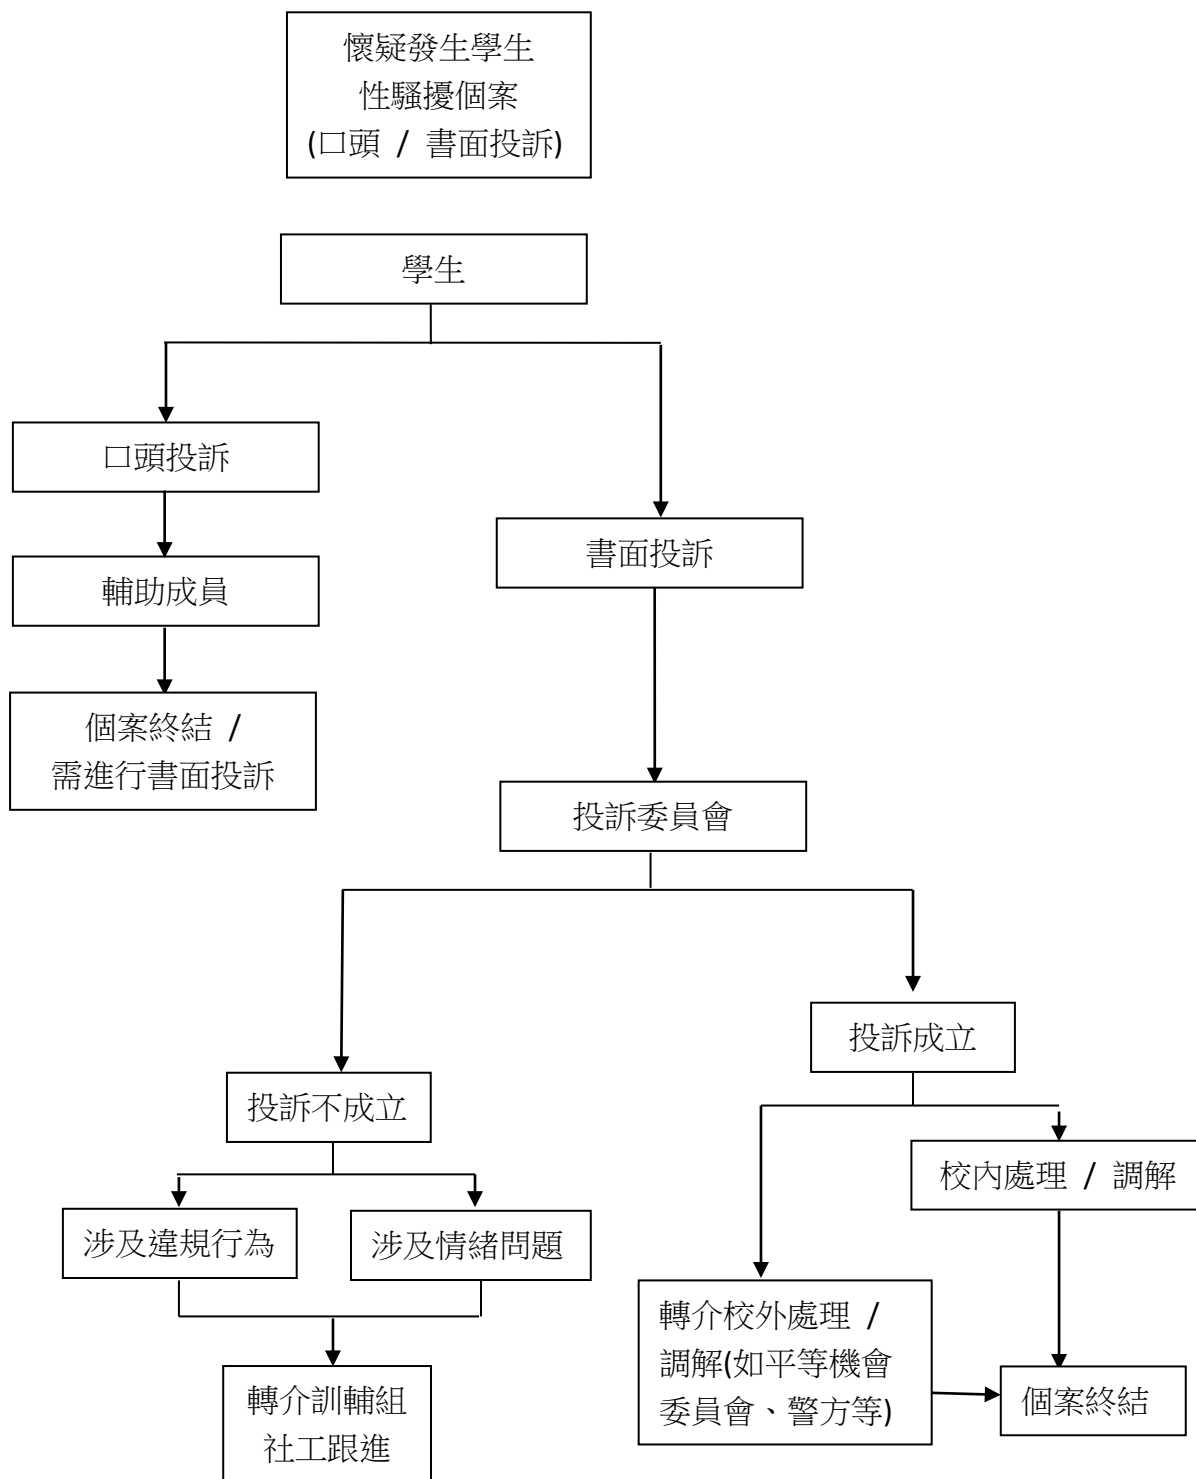 懷疑發生學生
性騷擾個案
(口頭 / 書面投訴)
學生
口頭投訴
書面投訴
輔助成員
個案終結 /
需進行書面投訴
投訴委員會
投訴成立
投訴不成立
校內處理 / 調解
涉及違規行為
涉及情緒問題
轉介校外處理 /
調解(如平等機會
委員會、警方等)
個案終結
轉介訓輔組
社工跟進